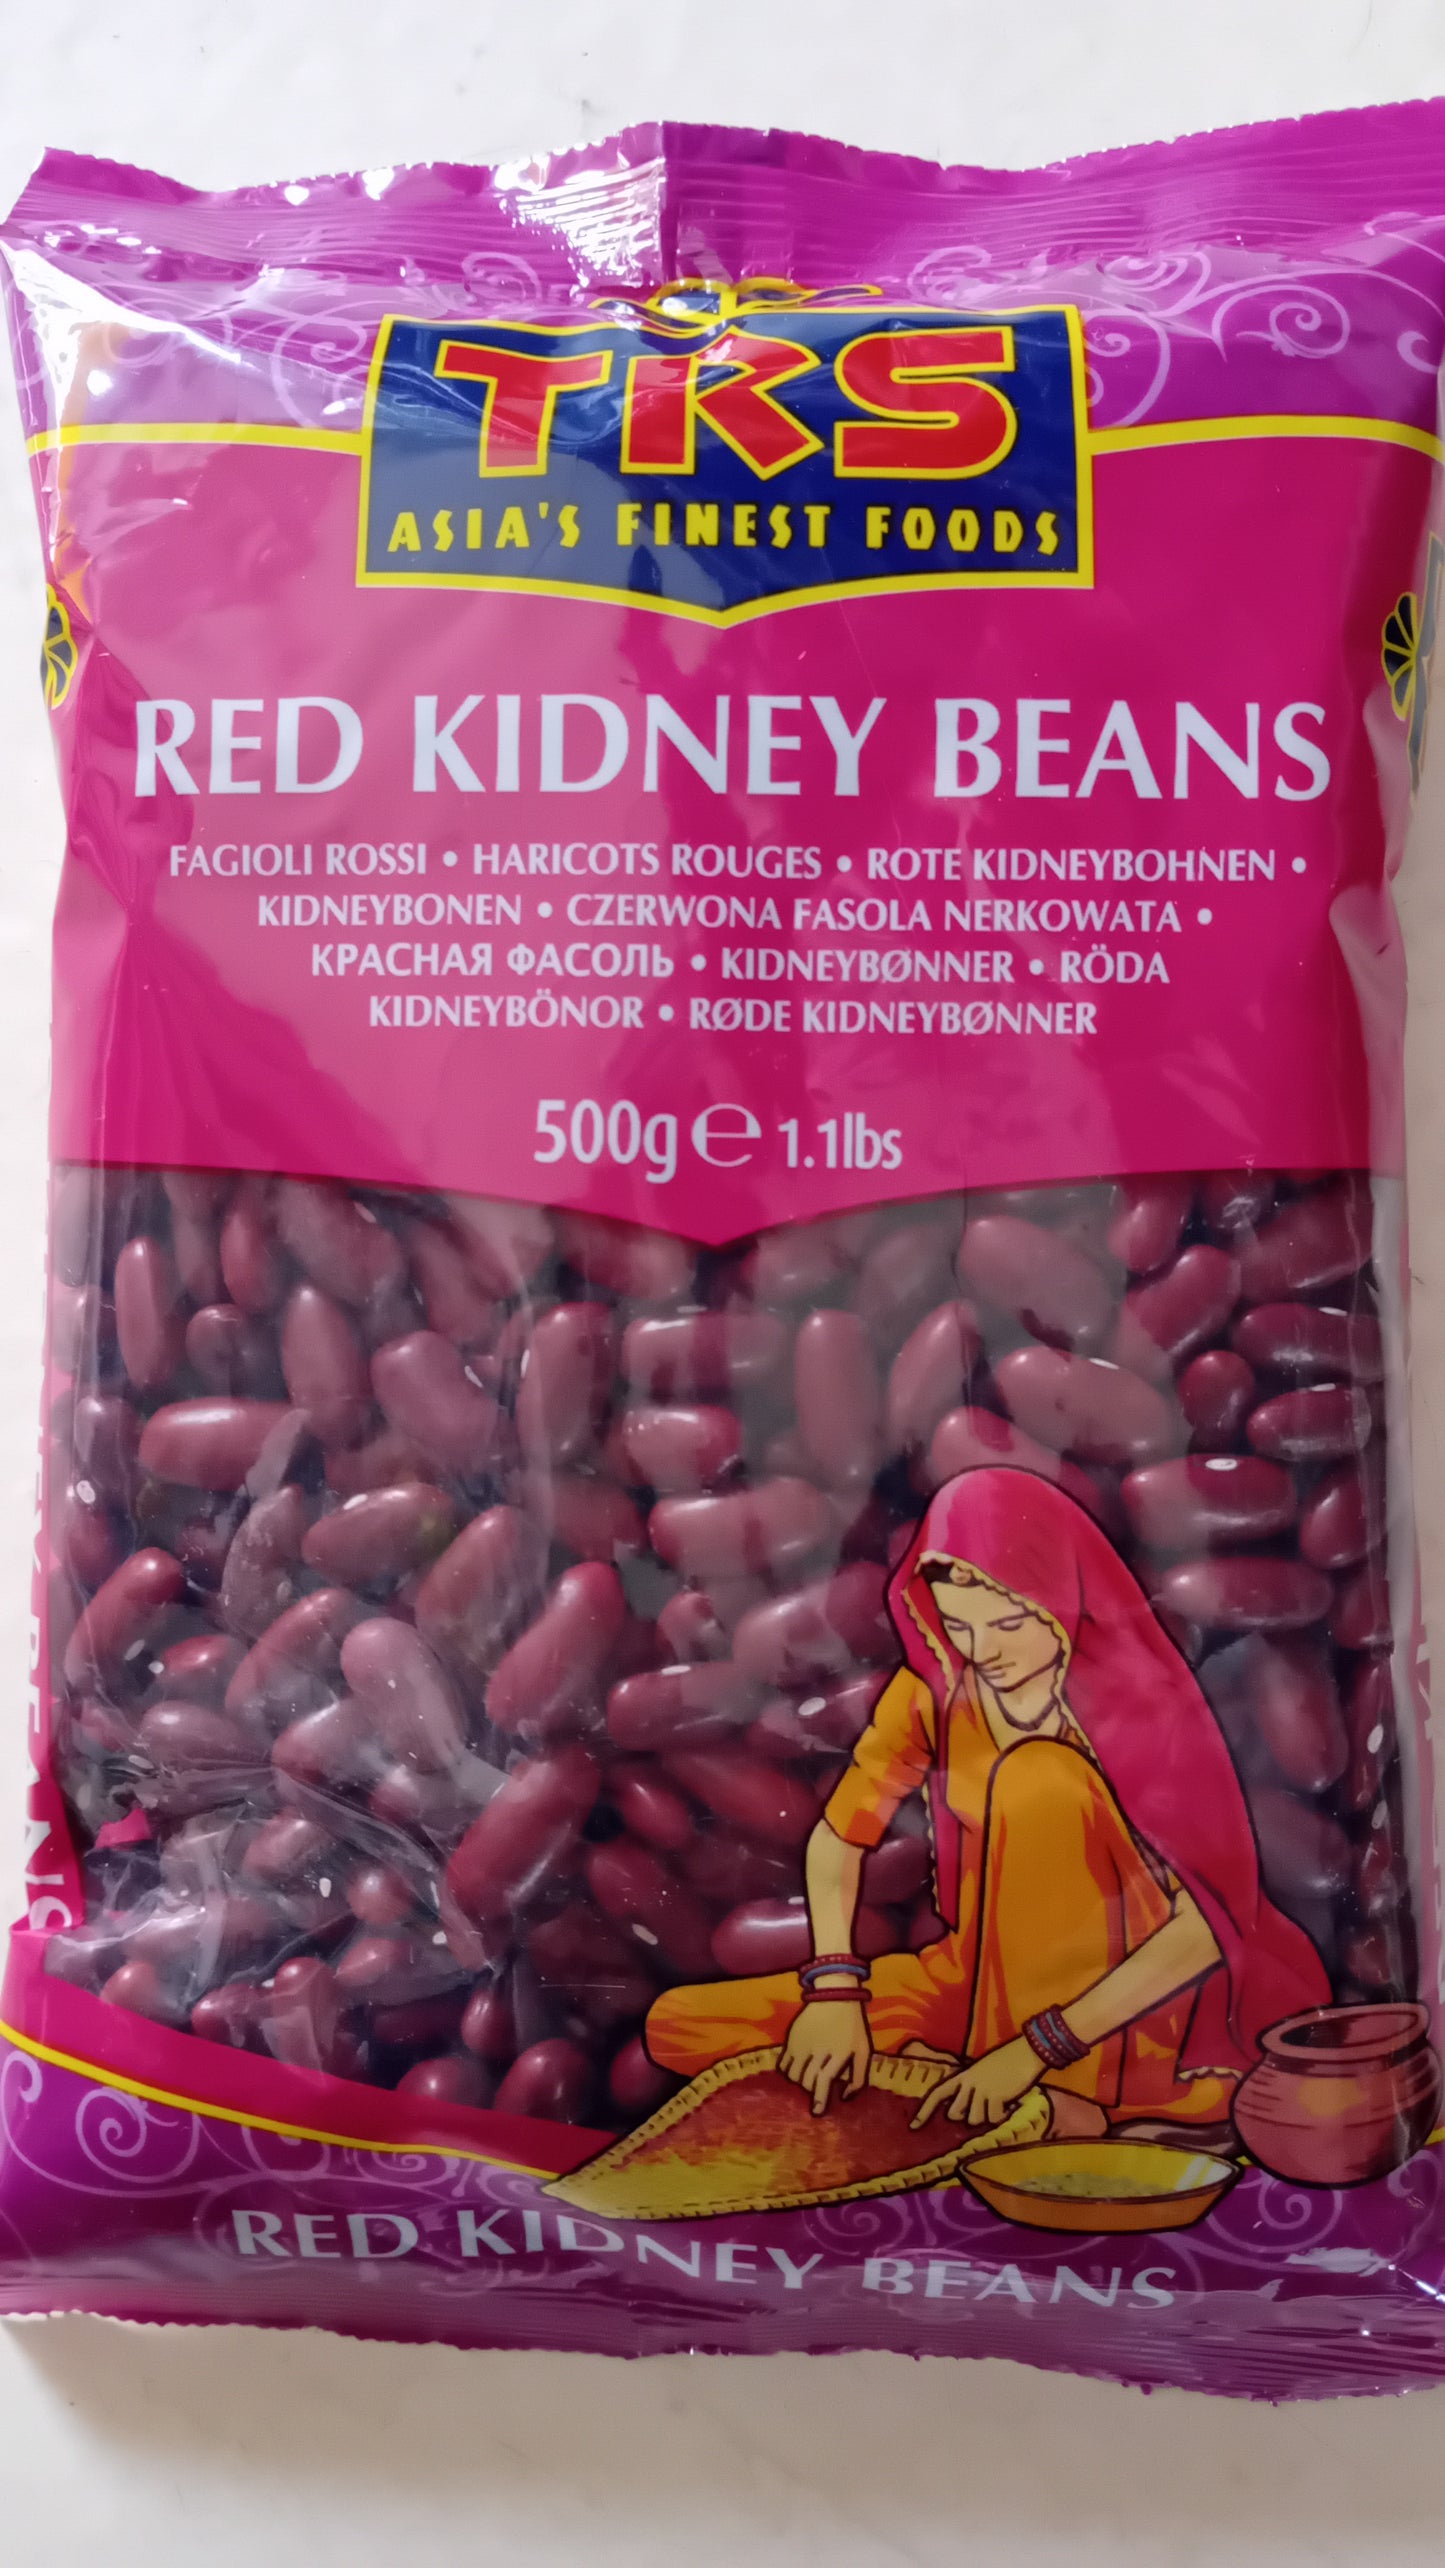 TRS
ASIA'S FINEST FOODS
RED KIDNEY BEANS
FAGIOLI ROSSI • HARICOTS ROUGES • ROTE KIDNEYBOHNEN •
KIDNEYBONEN • CZERWONA FASOLA NERKOWATA •
КРАСНАЯ ФАСОЛЬ • KIDNEYBØNNER • RÖDA
KIDNEYBÖNOR • RØDE KIDNEYBØNNER
500g ℮ 1.1lbs
RED KIDNEY BEANS